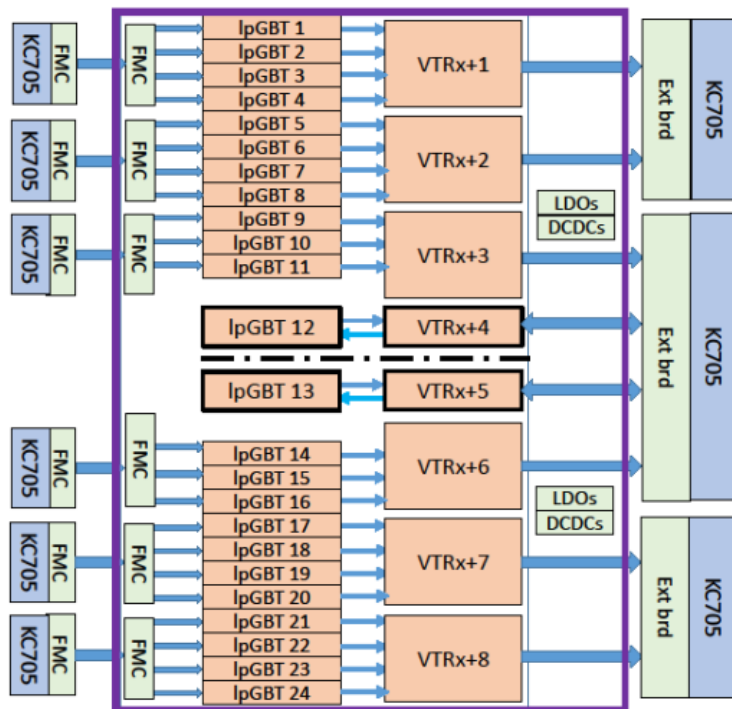 KC705
FMC
FMC
lpGBT 1
lpGBT 2
lpGBT 3
lpGBT 4
VTRx+1
Ext brd
KC705
KC705
FMC
FMC
lpGBT 5
lpGBT 6
lpGBT 7
lpGBT 8
VTRx+2
KC705
FMC
FMC
lpGBT 9
lpGBT 10
lpGBT 11
VTRx+3
LDOs
DCDCs
lpGBT 12
VTRx+4
Ext brd
KC705
lpGBT 13
VTRx+5
KC705
FMC
FMC
lpGBT 14
lpGBT 15
lpGBT 16
VTRx+6
LDOs
DCDCs
KC705
FMC
FMC
lpGBT 17
lpGBT 18
lpGBT 19
lpGBT 20
VTRx+7
Ext brd
KC705
KC705
FMC
FMC
lpGBT 21
lpGBT 22
lpGBT 23
lpGBT 24
VTRx+8